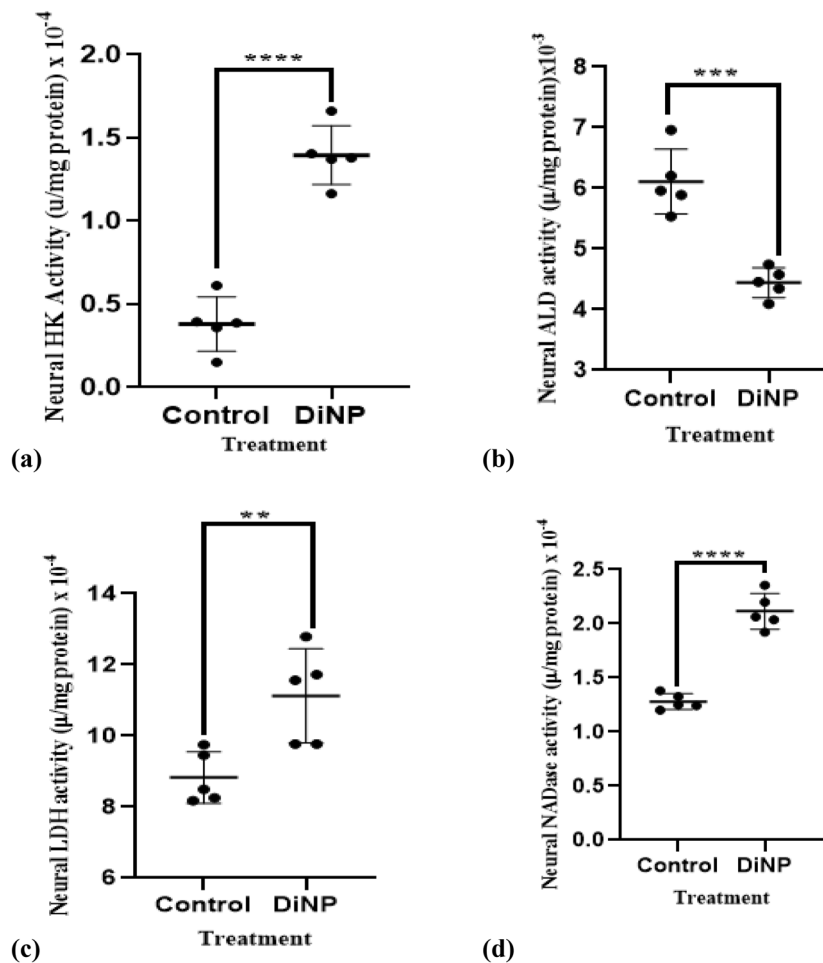 Neural HK Activity (u/mg protein) x 10⁻⁴
2.0
1.5
1.0
0.5
0.0
****
Control DiNP
Treatment
(a)
Neural ALD activity (µ/mg protein)x10⁻³
8
7
6
5
4
3
***
Control DiNP
Treatment
(b)
Neural LDH activity (µ/mg protein) x 10⁻⁴
14
12
10
8
6
**
Control DiNP
Treatment
(c)
Neural NADase activity (µ/mg protein) x 10⁻⁴
2.5
2.0
1.5
1.0
0.5
0.0
****
Control DiNP
Treatment
(d)